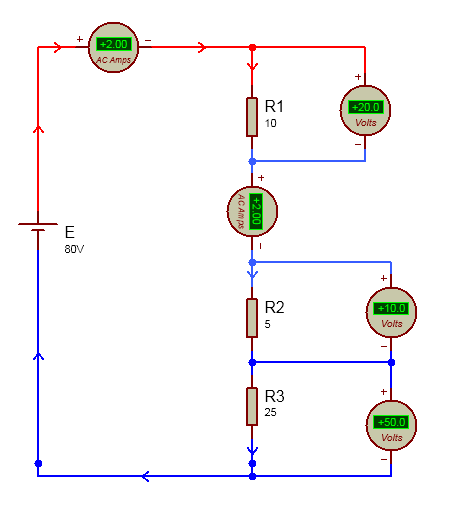 + +2.00 −
AC Amps
+
+20.0
Volts
−
R1
10
+
+2.00
AC Amps
−
E
80V
+
+10.0
Volts
−
R2
5
+
+50.0
Volts
−
R3
25